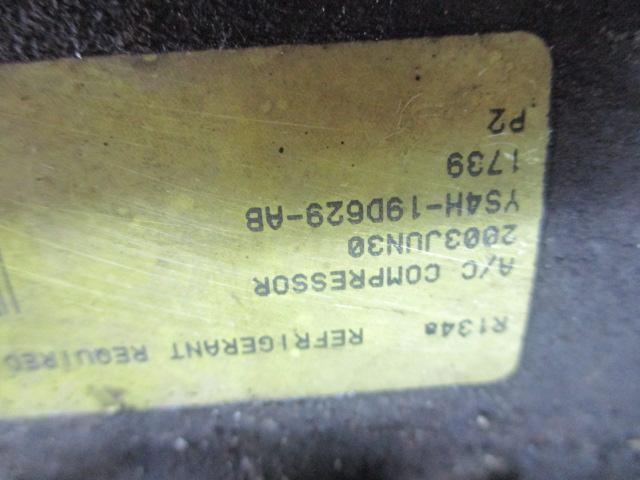 R134a REFRIGERANT REQUIRED
A/C COMPRESSOR
2003JUN30
YS4H-19D629-AB
1739
P2